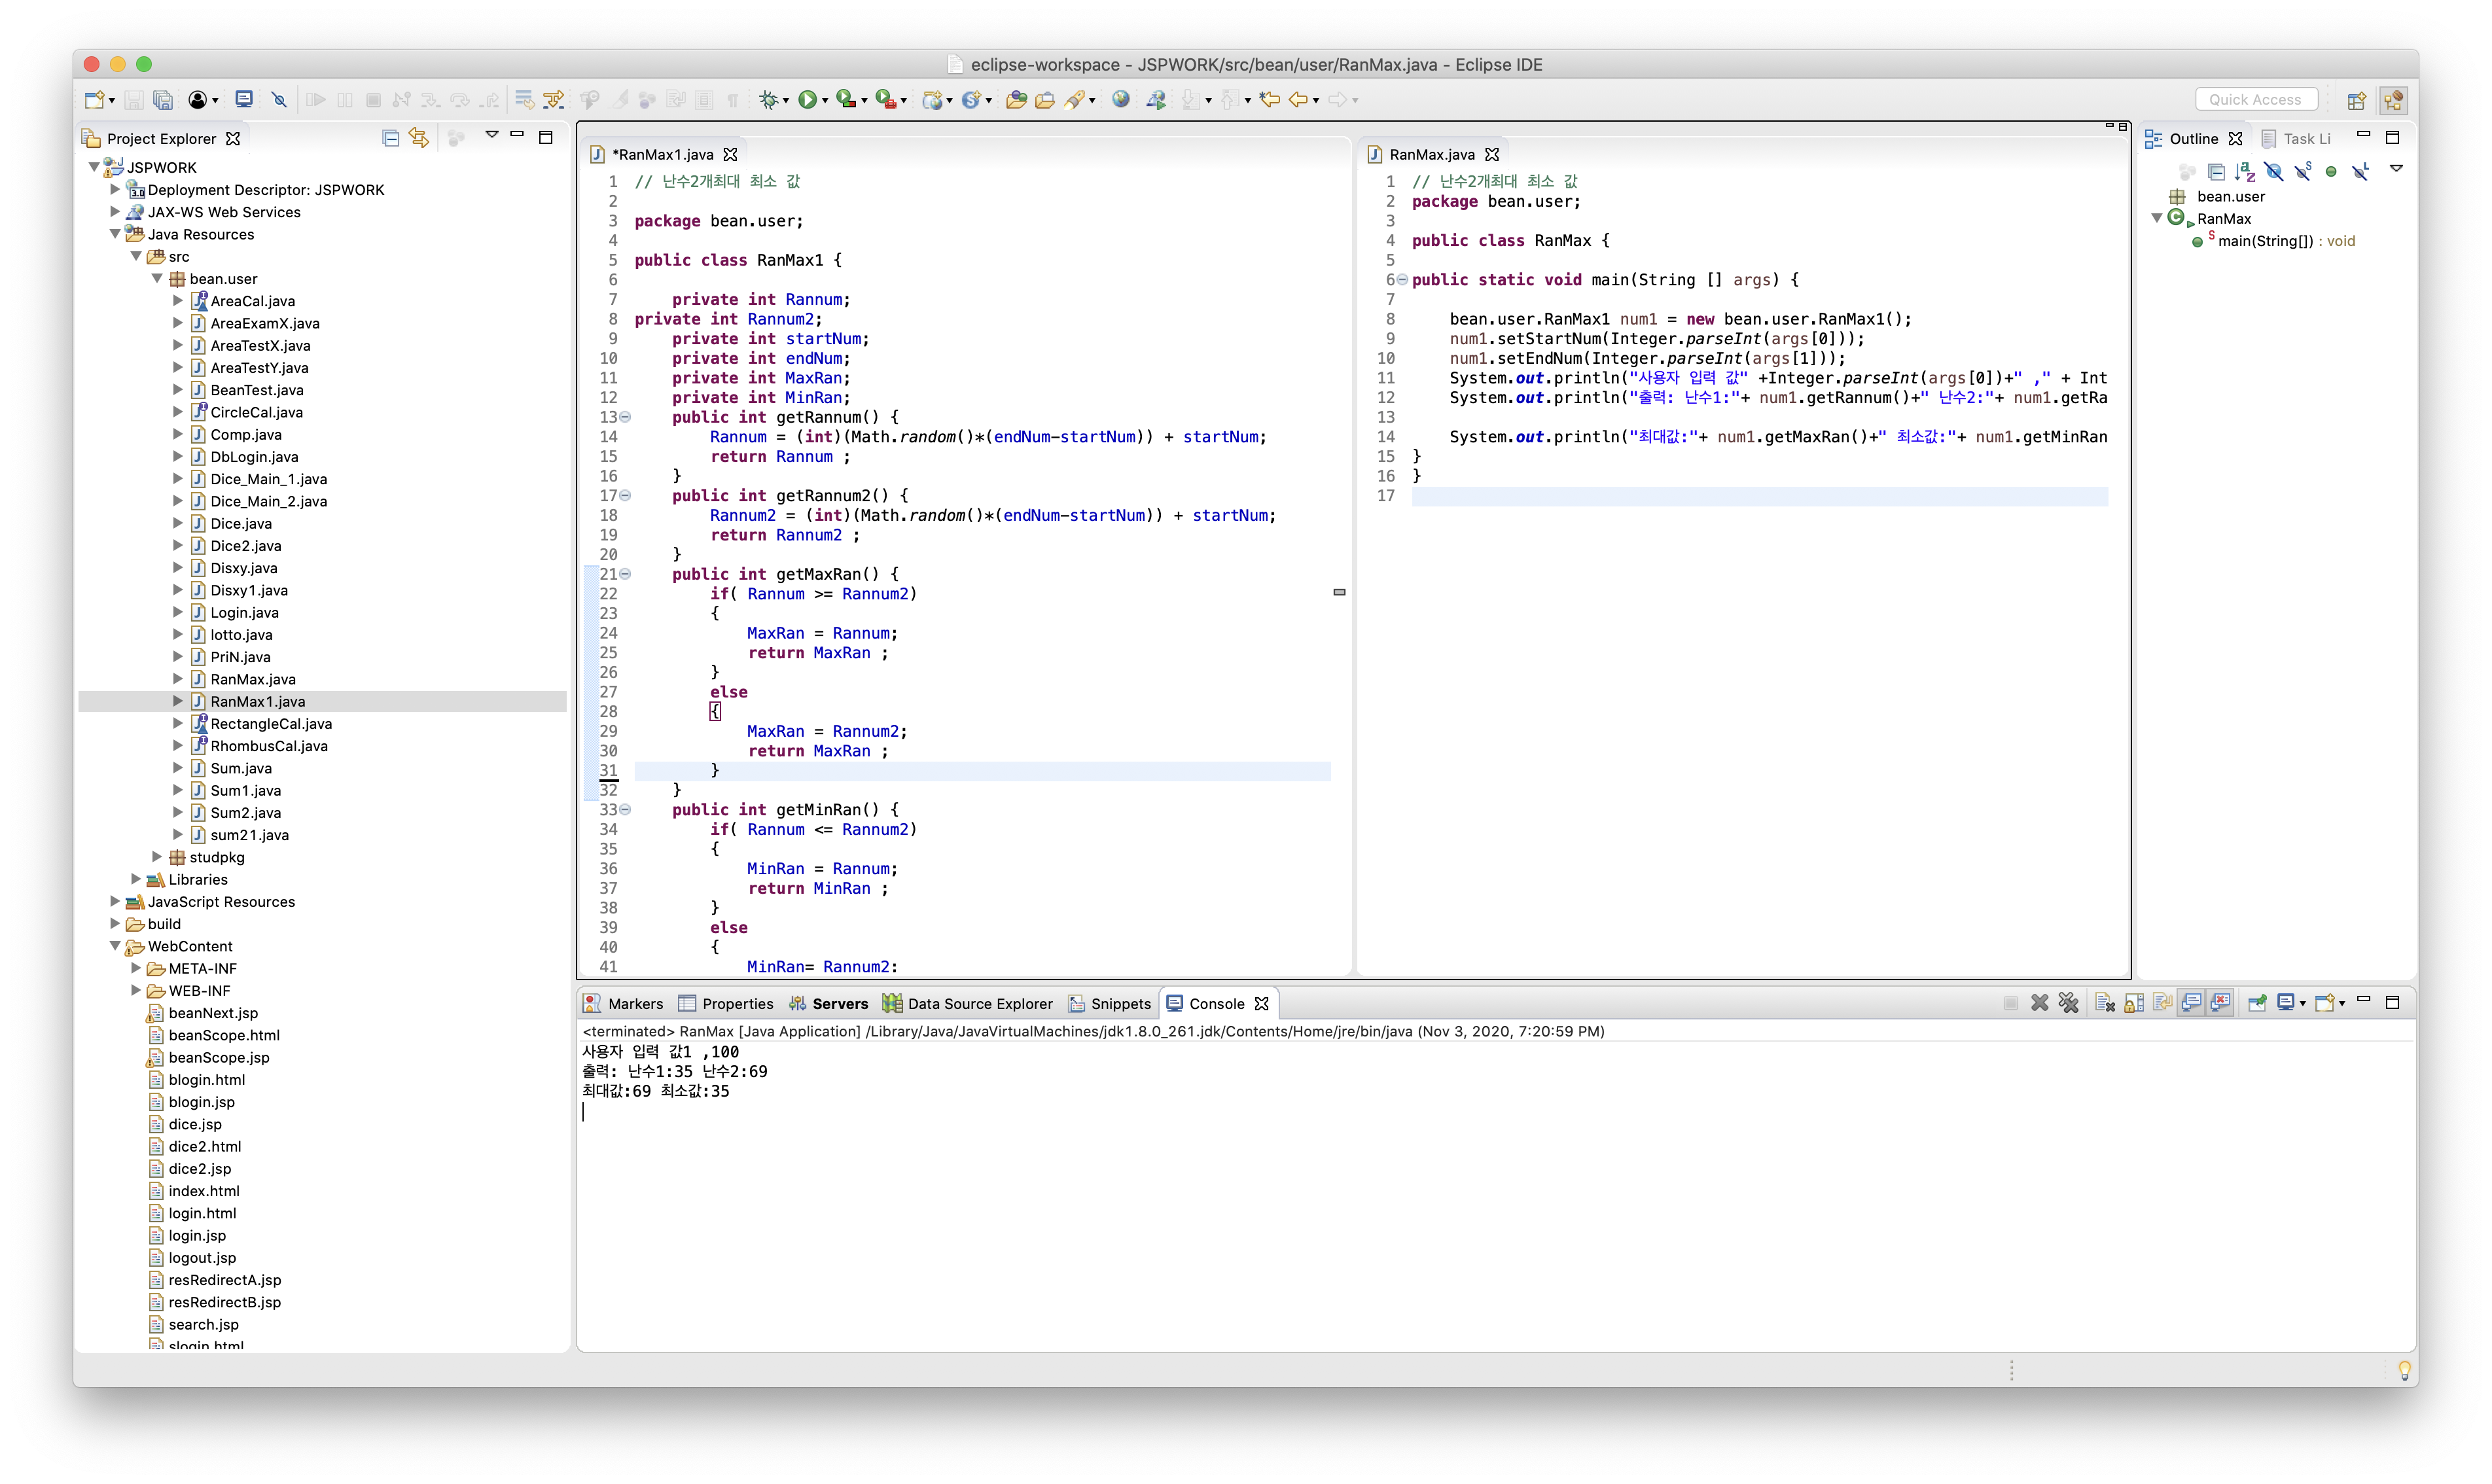 eclipse-workspace - JSPWORK/src/bean/user/RanMax.java - Eclipse IDE
Quick Access
Project Explorer
JSPWORK
Deployment Descriptor: JSPWORK
JAX-WS Web Services
Java Resources
src
bean.user
AreaCal.java
AreaExamX.java
AreaTestX.java
AreaTestY.java
BeanTest.java
CircleCal.java
Comp.java
DbLogin.java
Dice_Main_1.java
Dice_Main_2.java
Dice.java
Dice2.java
Disxy.java
Disxy1.java
Login.java
lotto.java
PriN.java
RanMax.java
RanMax1.java
RectangleCal.java
RhombusCal.java
Sum.java
Sum1.java
Sum2.java
sum21.java
studpkg
Libraries
JavaScript Resources
build
WebContent
META-INF
WEB-INF
beanNext.jsp
beanScope.html
beanScope.jsp
blogin.html
blogin.jsp
dice.jsp
dice2.html
dice2.jsp
index.html
login.html
login.jsp
logout.jsp
resRedirectA.jsp
resRedirectB.jsp
search.jsp
slogin.html
*RanMax1.java
1 // 난수2개최대 최소 값
2
3 package bean.user;
4
5 public class RanMax1 {
6
7 private int Rannum;
8 private int Rannum2;
9 private int startNum;
10 private int endNum;
11 private int MaxRan;
12 private int MinRan;
13 public int getRannum() {
14 Rannum = (int)(Math.random()*(endNum-startNum)) + startNum;
15 return Rannum ;
16 }
17 public int getRannum2() {
18 Rannum2 = (int)(Math.random()*(endNum-startNum)) + startNum;
19 return Rannum2 ;
20 }
21 public int getMaxRan() {
22 if( Rannum >= Rannum2)
23 {
24 MaxRan = Rannum;
25 return MaxRan ;
26 }
27 else
28 {
29 MaxRan = Rannum2;
30 return MaxRan ;
31 }
32 }
33 public int getMinRan() {
34 if( Rannum <= Rannum2)
35 {
36 MinRan = Rannum;
37 return MinRan ;
38 }
39 else
40 {
41 MinRan= Rannum2;
RanMax.java
1 // 난수2개최대 최소 값
2 package bean.user;
3
4 public class RanMax {
5
6 public static void main(String [] args) {
7
8 bean.user.RanMax1 num1 = new bean.user.RanMax1();
9 num1.setStartNum(Integer.parseInt(args[0]));
10 num1.setEndNum(Integer.parseInt(args[1]));
11 System.out.println("사용자 입력 값" +Integer.parseInt(args[0])+" ," + Int
12 System.out.println("출력: 난수1:"+ num1.getRannum()+" 난수2:"+ num1.getRa
13
14 System.out.println("최대값:"+ num1.getMaxRan()+" 최소값:"+ num1.getMinRan
15 }
16 }
17
Outline
Task Li
bean.user
RanMax
main(String[]) : void
Markers Properties Servers Data Source Explorer Snippets Console
<terminated> RanMax [Java Application] /Library/Java/JavaVirtualMachines/jdk1.8.0_261.jdk/Contents/Home/jre/bin/java (Nov 3, 2020, 7:20:59 PM)
사용자 입력 값1 ,100
출력: 난수1:35 난수2:69
최대값:69 최소값:35